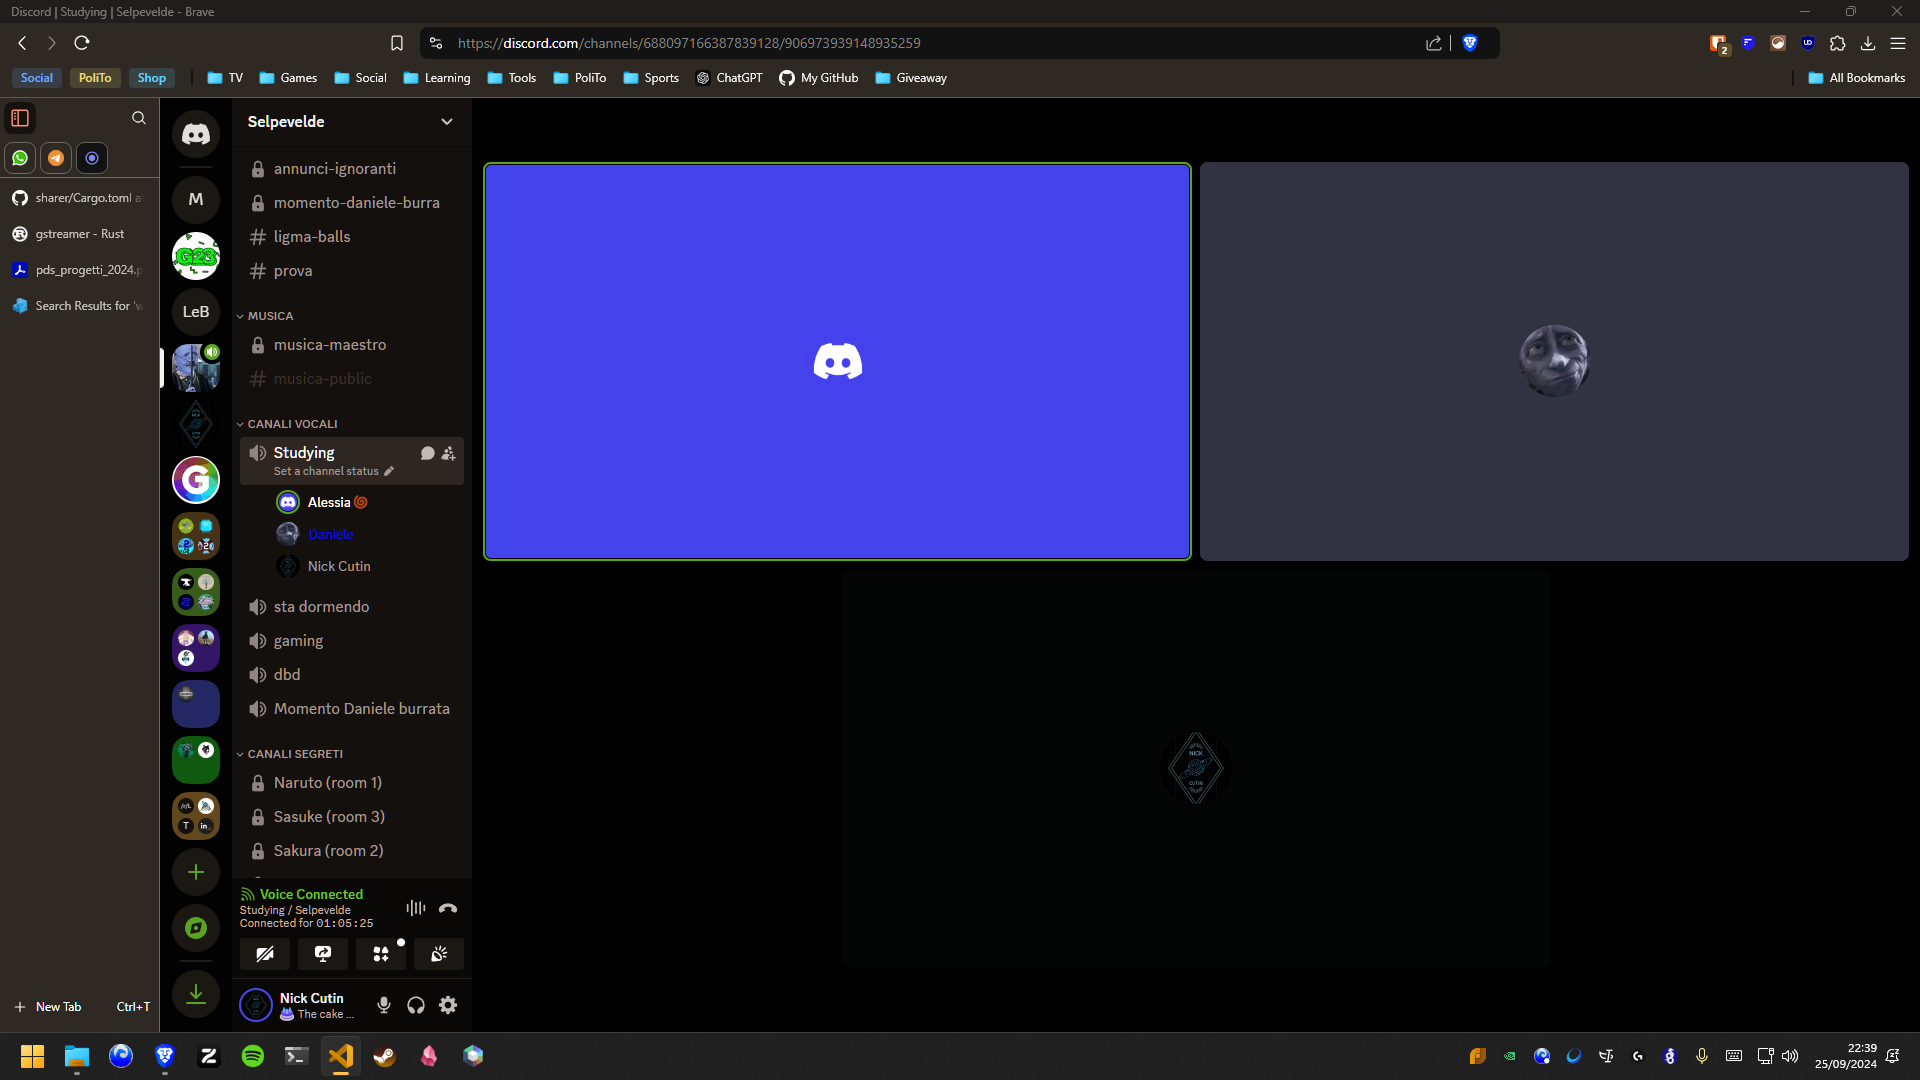 Discord | Studying | Selpevelde - Brave
https://discord.com/channels/688097166387839128/906973939148935259
2
Social
PoliTo
Shop
TV
Games
Social
Learning
Tools
PoliTo
Sports
ChatGPT
My GitHub
Giveaway
All Bookmarks
sharer/Cargo.toml a
gstreamer - Rust
pds_progetti_2024.p
Search Results for 'w
New Tab
Ctrl+T
M
G23
LeB
Selpevelde
annunci-ignoranti
momento-daniele-burra
ligma-balls
prova
MUSICA
musica-maestro
musica-public
CANALI VOCALI
Studying
Set a channel status
Alessia
Daniele
Nick Cutin
sta dormendo
gaming
dbd
Momento Daniele burrata
CANALI SEGRETI
Naruto (room 1)
Sasuke (room 3)
Sakura (room 2)
Voice Connected
Studying / Selpevelde
Connected for 01:05:25
Nick Cutin
The cake ...
NICK
CUTIN
22:39
25/09/2024